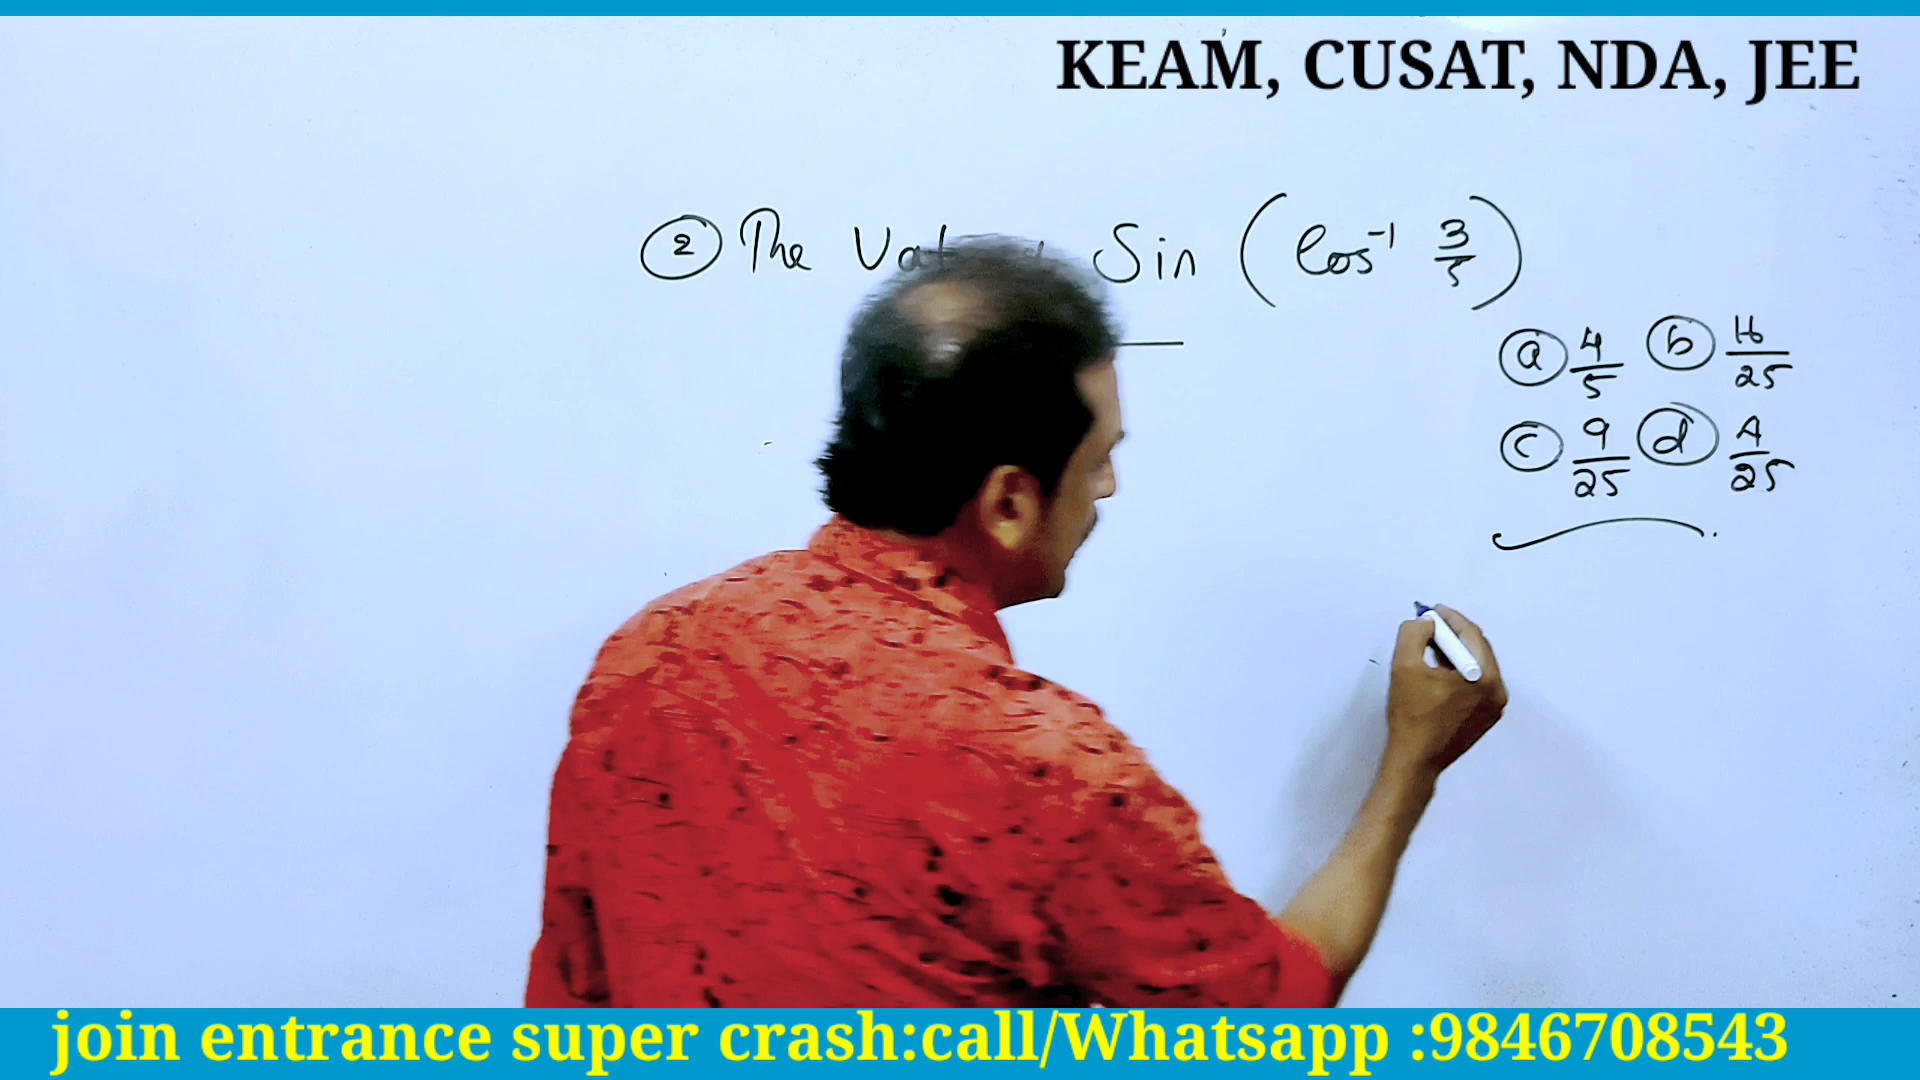 KEAM, CUSAT, NDA, JEE
② The Sin (Cos⁻¹ 3/5)
ⓐ 4/5 ⓑ 16/25
ⓒ 9/25 ⓓ 4/25
join entrance super crash:call/Whatsapp :9846708543